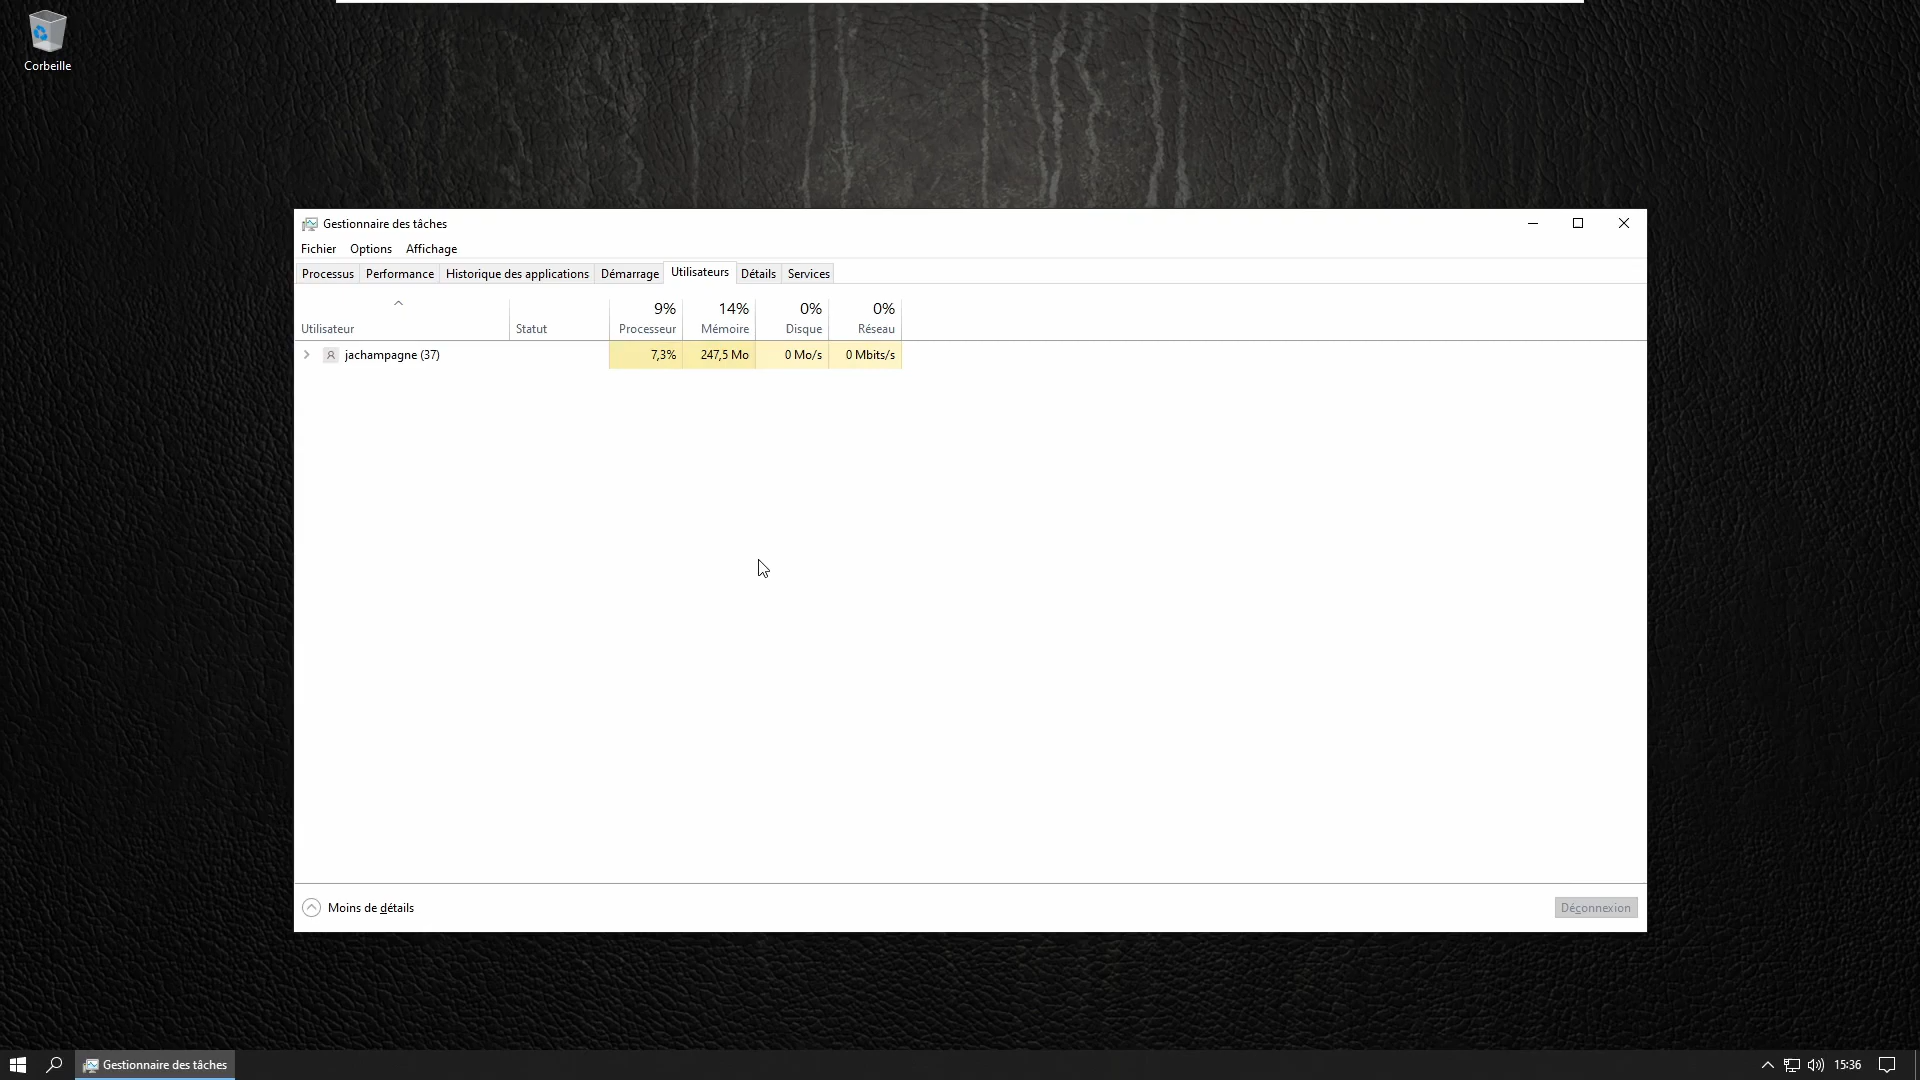 Corbeille
Gestionnaire des tâches
Fichier Options Affichage
Processus Performance Historique des applications Démarrage Utilisateurs Détails Services
9% 14% 0% 0%
Utilisateur Statut Processeur Mémoire Disque Réseau
jachampagne (37) 7,3% 247,5 Mo 0 Mo/s 0 Mbits/s
Moins de détails Déconnexion
Gestionnaire des tâches 15:36